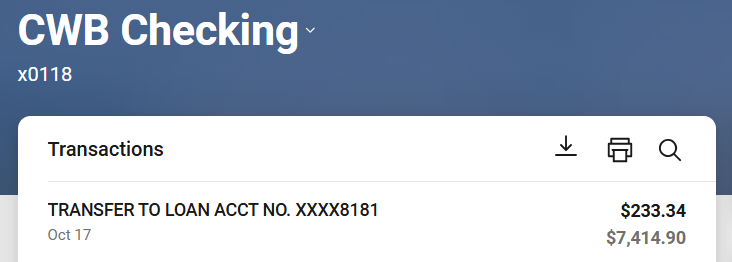 CWB Checking
x0118
Transactions
TRANSFER TO LOAN ACCT NO. XXXX8181 $233.34
Oct 17 $7,414.90